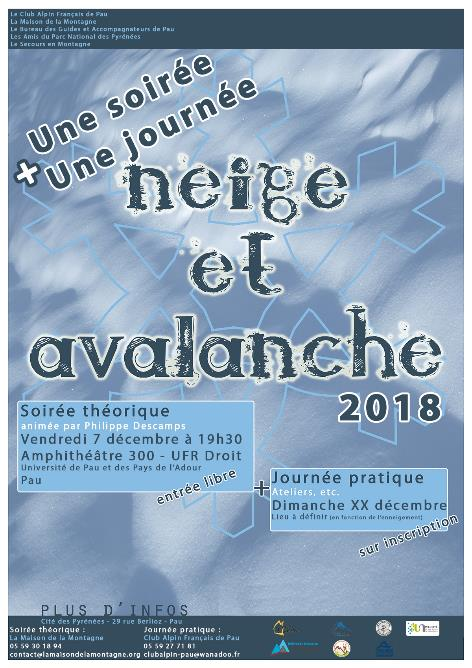 Le Club Alpin Français de Pau
La Maison de la Montagne
Le Bureau des Guides et Accompagnateurs de Pau
Les Amis du Parc National des Pyrénées
Le Secours en Montagne
Une soirée
+ Une journée
neige
et
avalanche
2018
Soirée théorique
animée par Philippe Descamps
Vendredi 7 décembre à 19h30
Amphithéâtre 300 - UFR Droit
Université de Pau et des Pays de l'Adour
Pau
entrée libre
+ Journée pratique
Ateliers, etc.
Dimanche XX décembre
Lieu à définir (en fonction de l'enneigement)
sur inscription
PLUS D'INFOS
Cité des Pyrénées - 29 rue Berlioz - Pau
Soirée théorique :
La Maison de la Montagne
05 59 30 18 94
contact@lamaisondelamontagne.org
Journée pratique :
Club Alpin Français de Pau
05 59 27 71 81
clubalpin-pau@wanadoo.fr